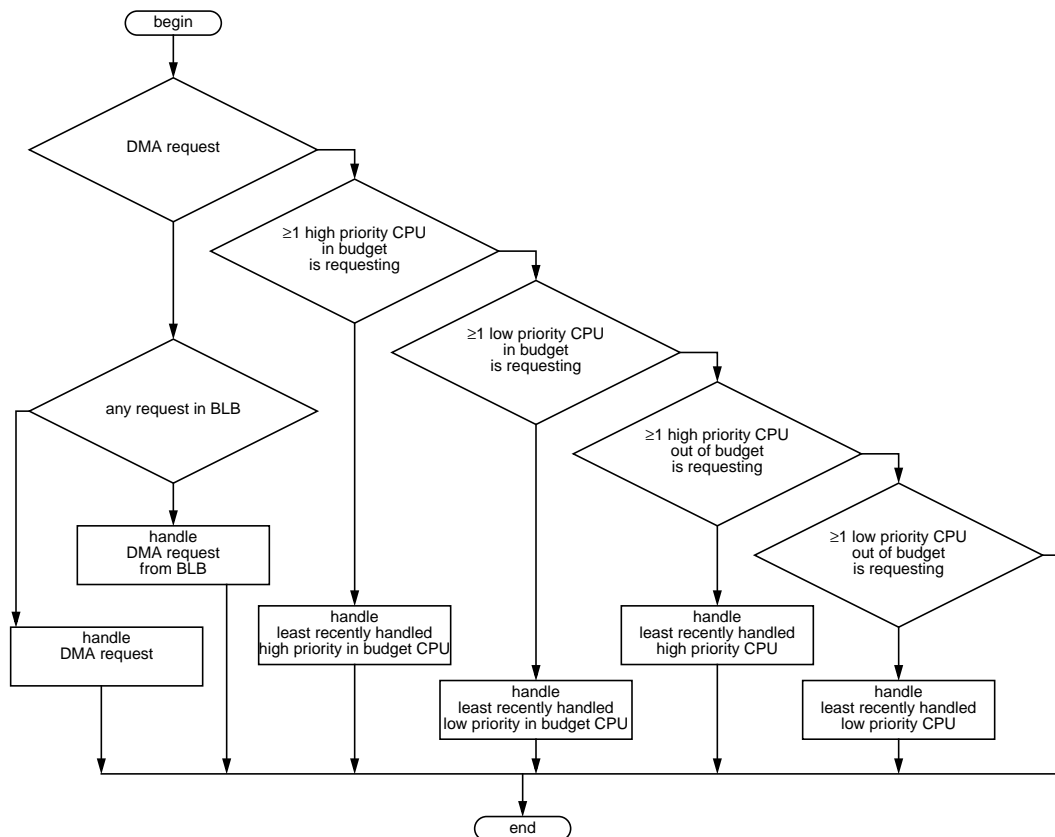 begin
DMA request
≥1 high priority CPU
in budget
is requesting
≥1 low priority CPU
in budget
is requesting
any request in BLB
≥1 high priority CPU
out of budget
is requesting
≥1 low priority CPU
out of budget
is requesting
handle
DMA request
from BLB
handle
DMA request
handle
least recently handled
high priority in budget CPU
handle
least recently handled
high priority CPU
handle
least recently handled
low priority in budget CPU
handle
least recently handled
low priority CPU
end